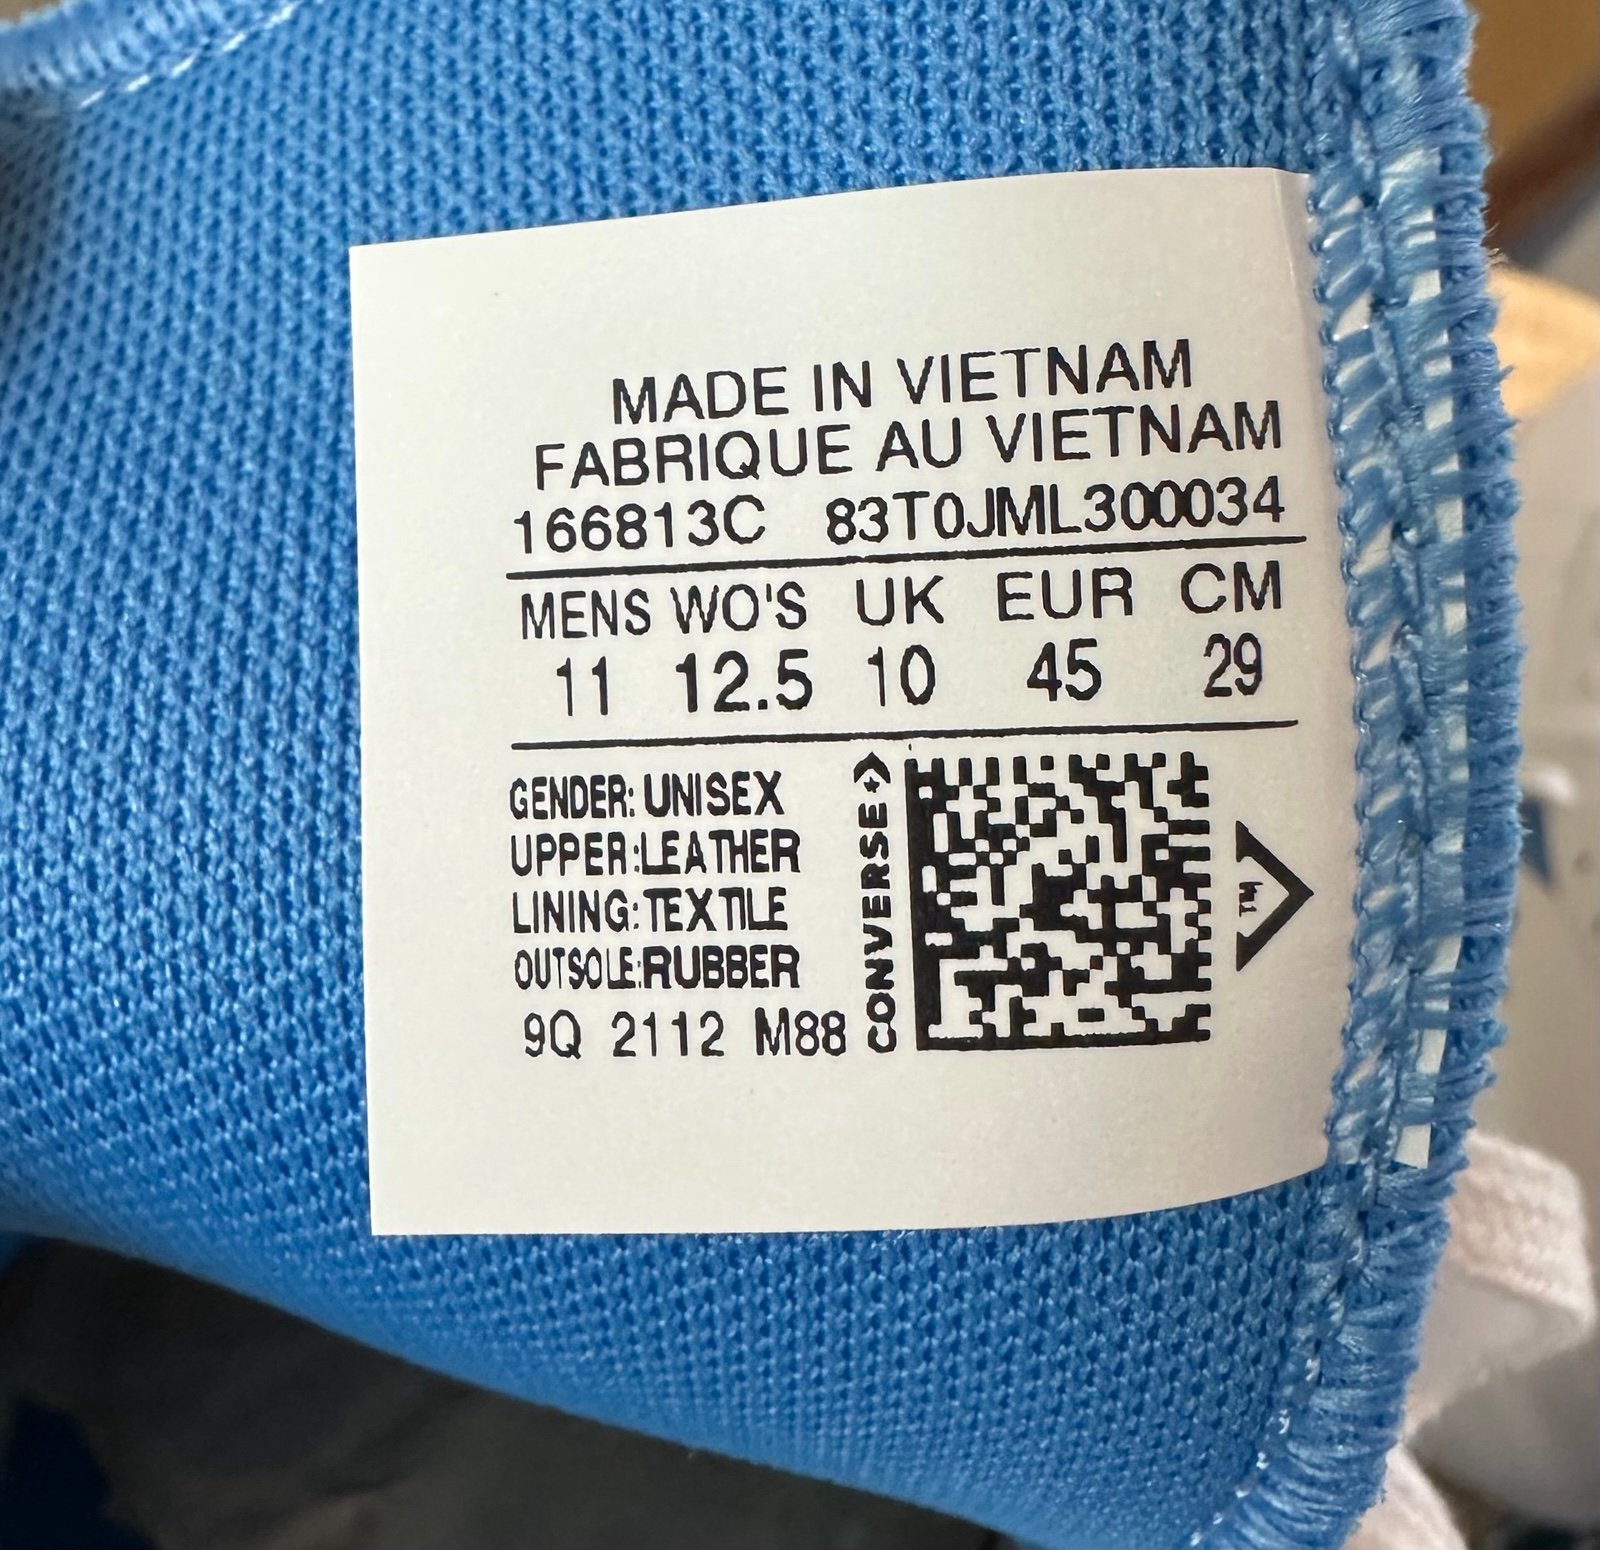 MADE IN VIETNAM
FABRIQUE AU VIETNAM
166813C 83T0JML300034
MENS WO'S UK EUR CM
11 12.5 10 45 29
GENDER: UNISEX
UPPER:LEATHER
LINING:TEXTILE
OUTSOLE:RUBBER
9Q 2112 M88
CONVERSE